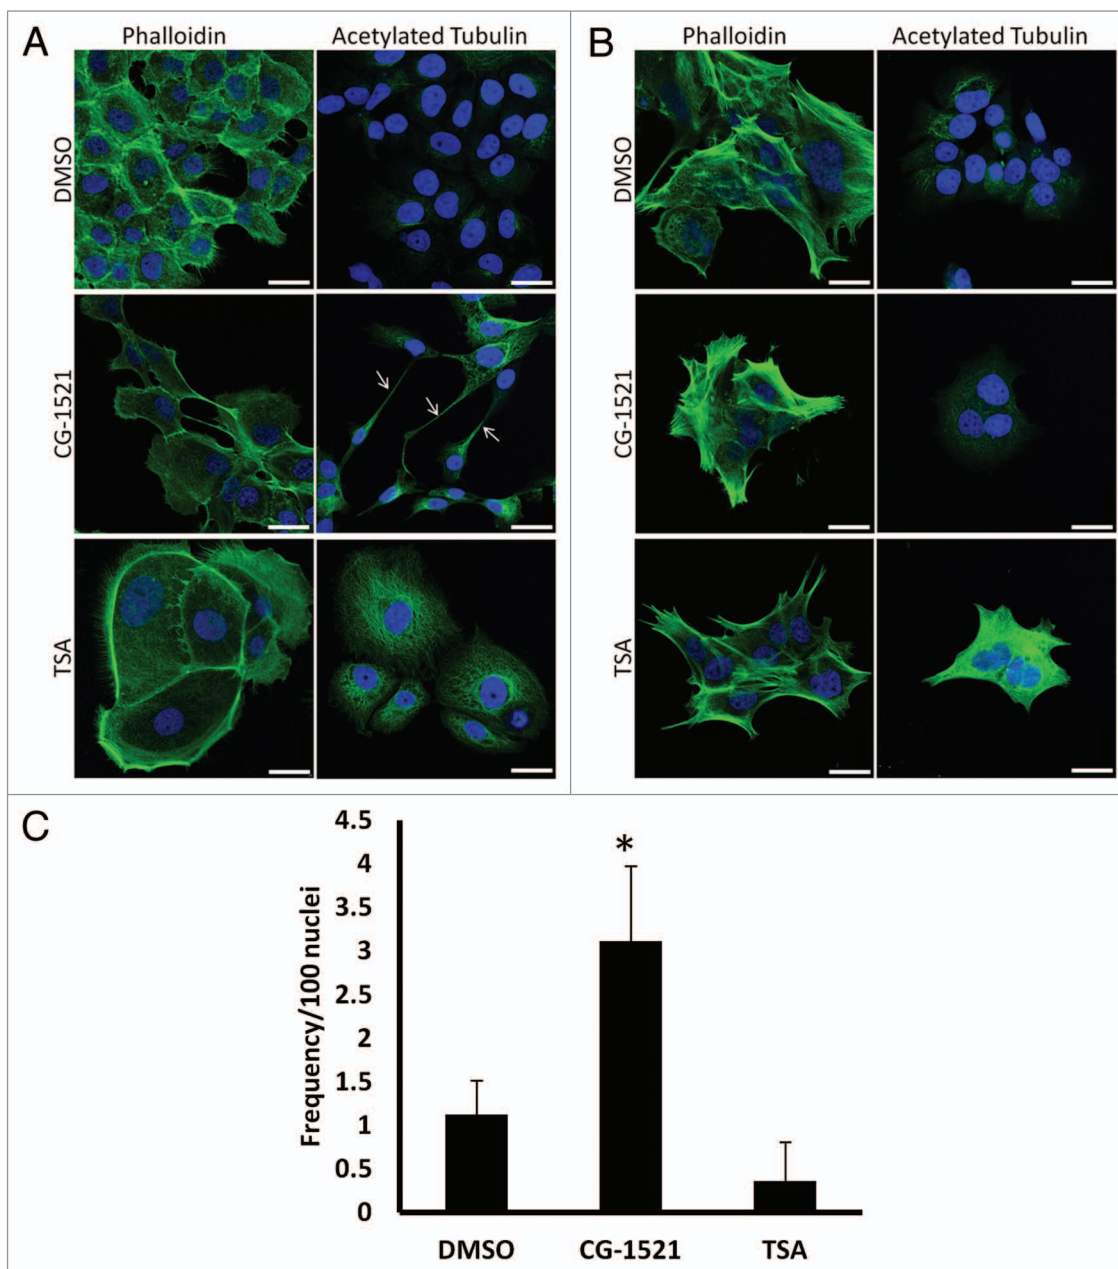 A
Phalloidin Acetylated Tubulin
DMSO
CG-1521
TSA
B
Phalloidin Acetylated Tubulin
DMSO
CG-1521
TSA
C
Frequency/100 nuclei
4.5
4
3.5
3
2.5
2
1.5
1
0.5
0
*
DMSO CG-1521 TSA